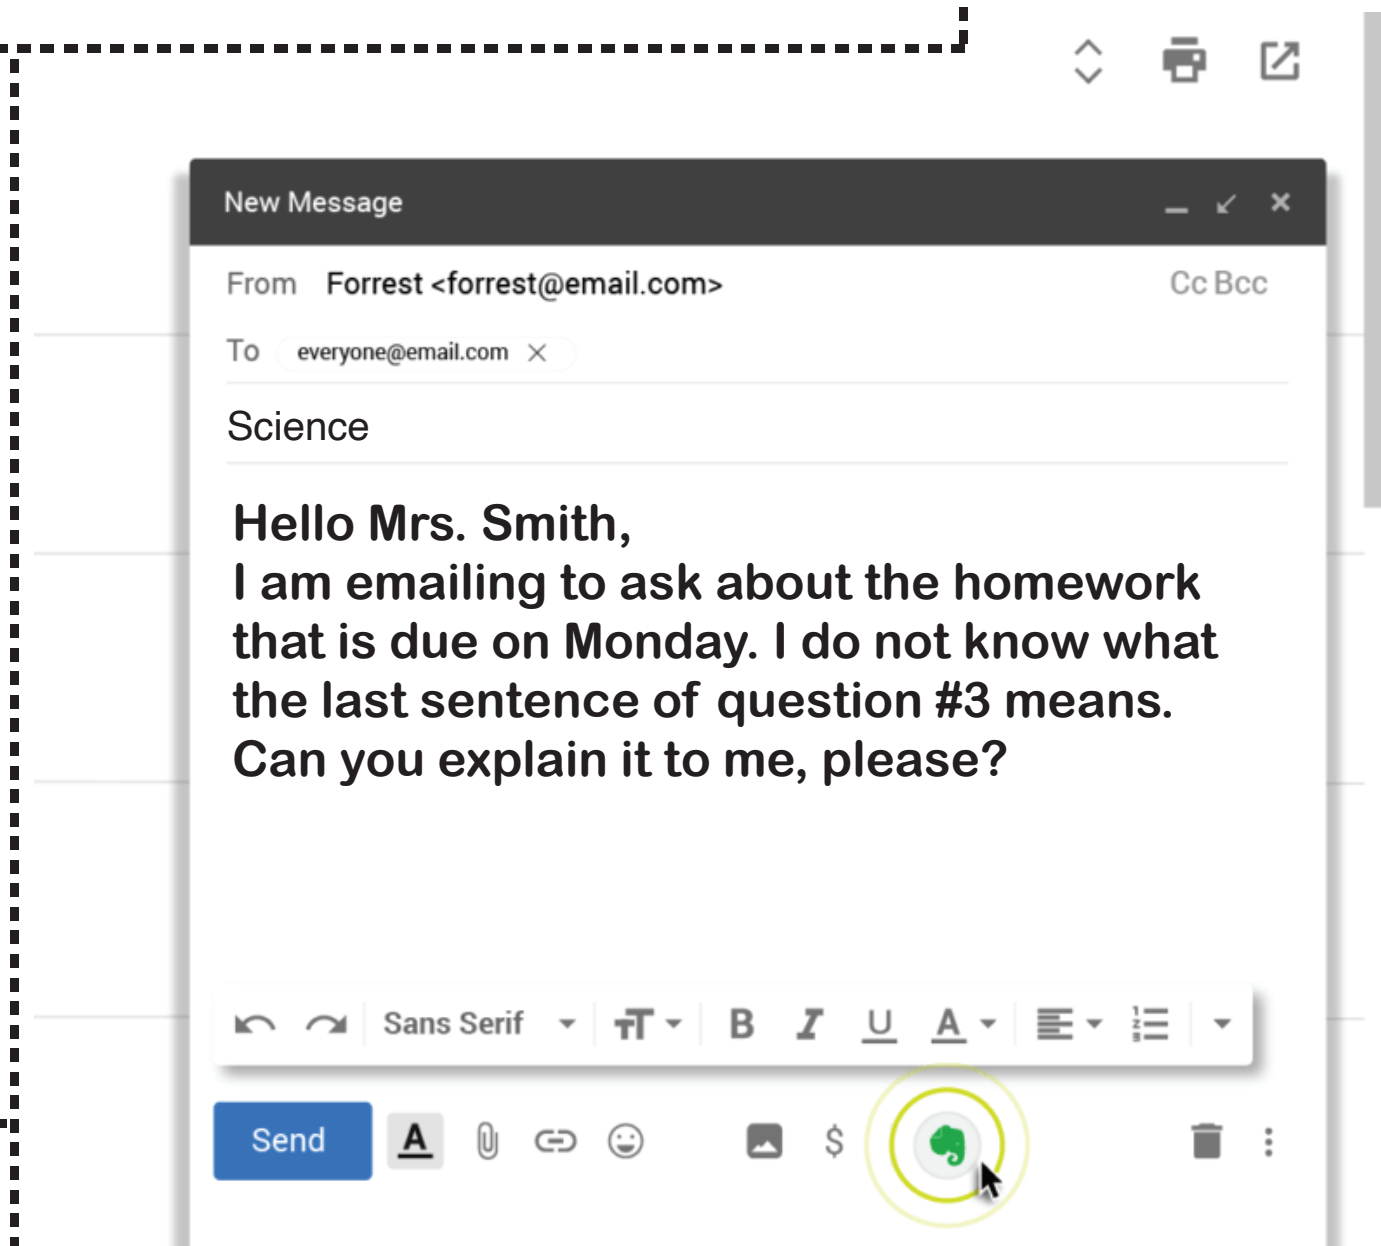 New Message
From Forrest <forrest@email.com> Cc Bcc
To everyone@email.com
Science
Hello Mrs. Smith,
I am emailing to ask about the homework
that is due on Monday. I do not know what
the last sentence of question #3 means.
Can you explain it to me, please?
Sans Serif
Send